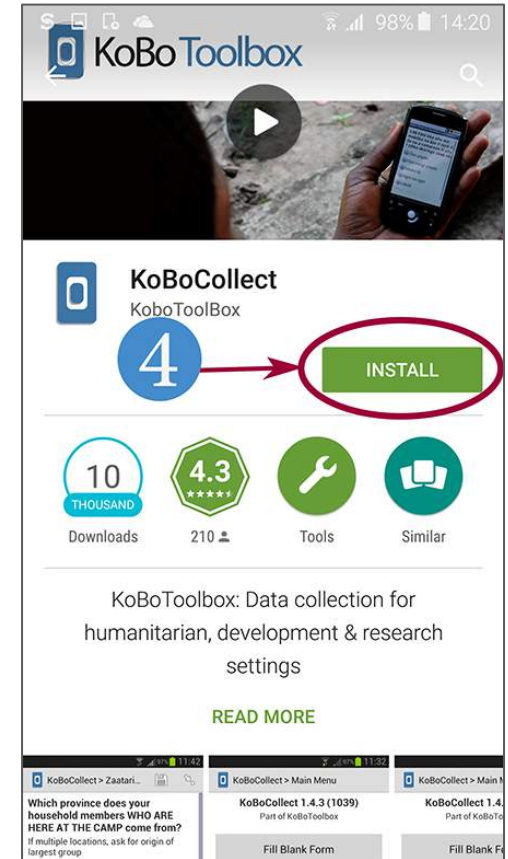 98% 14:20
KoBo Toolbox
KoBoCollect
KoboToolBox
4
INSTALL
10
THOUSAND
4.3
Downloads
210
Tools
Similar
KoBoToolbox: Data collection for
humanitarian, development & research
settings
READ MORE
97% 11:42
KoBoCollect > Zaatari...
Which province does your
household members WHO ARE
HERE AT THE CAMP come from?
If multiple locations, ask for origin of
largest group
97% 11:32
KoBoCollect > Main Menu
KoBoCollect 1.4.3 (1039)
Part of KoBoToolbox
Fill Blank Form
KoBoCollect > Main M
KoBoCollect 1.4.
Part of KoBoTo
Fill Blank Fo